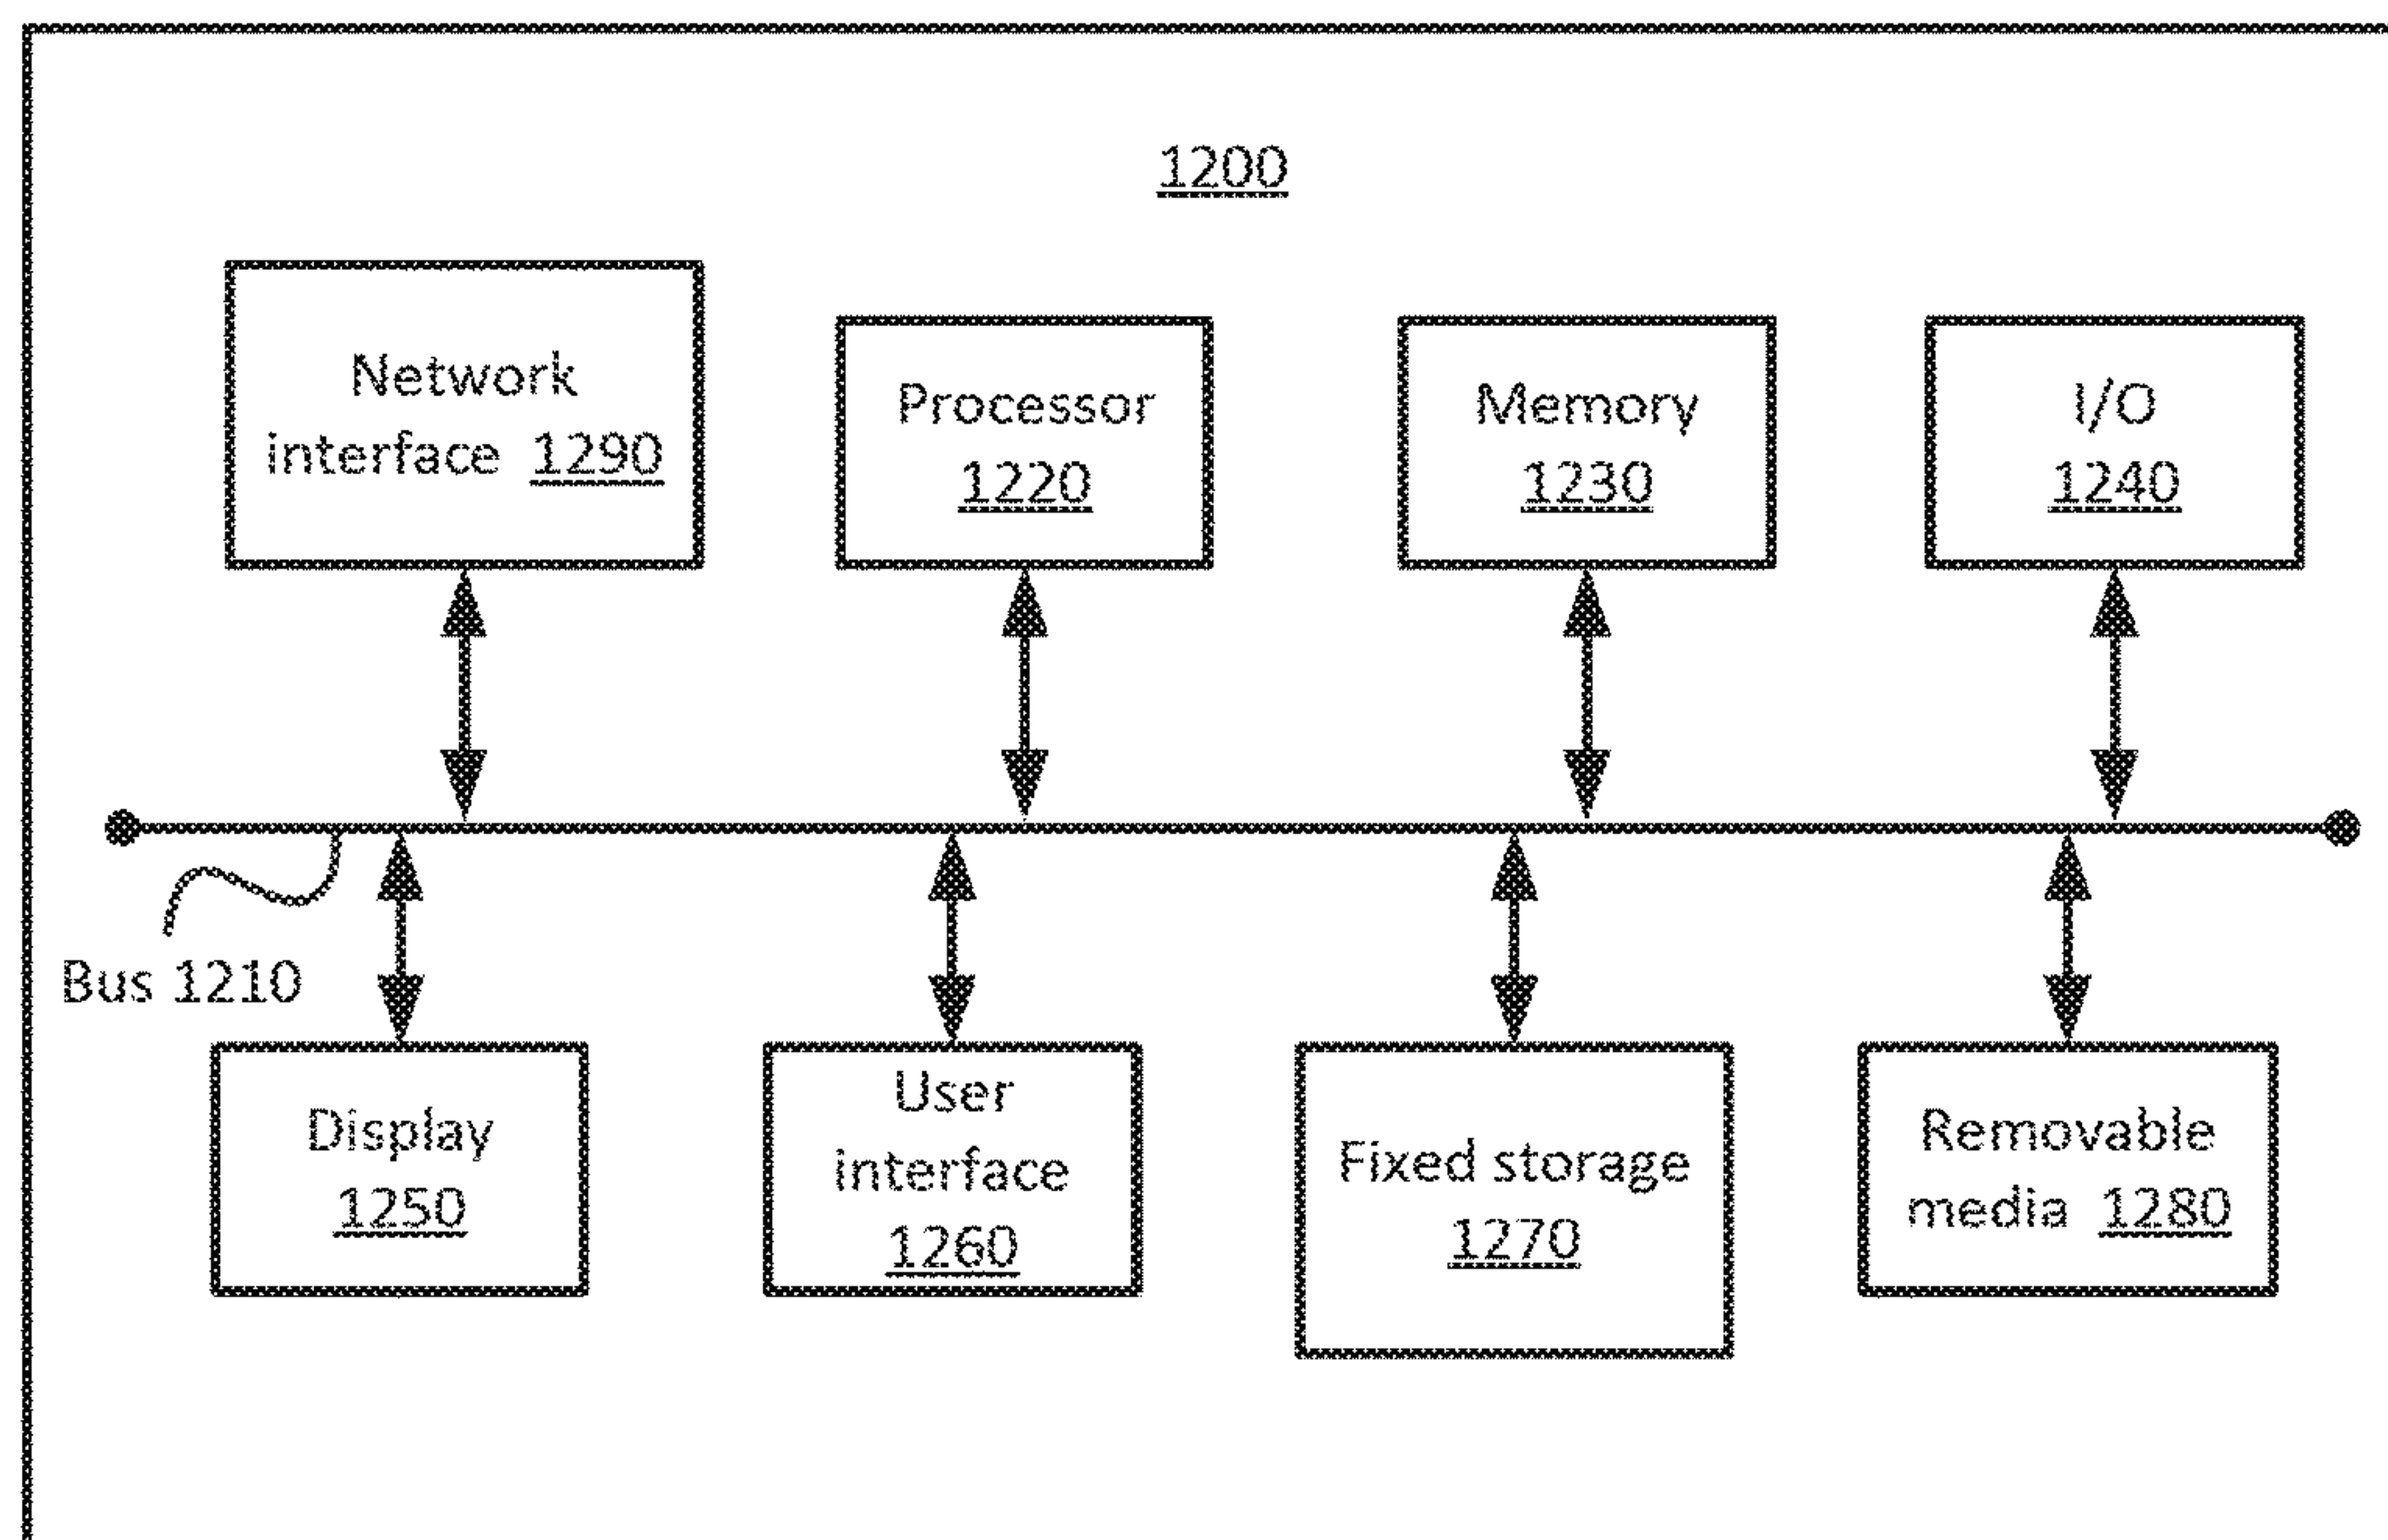 1200
Network
interface 1290
Processor
1220
Memory
1230
I/O
1240
Bus 1210
Display
1250
User
interface
1260
Fixed storage
1270
Removable
media 1280